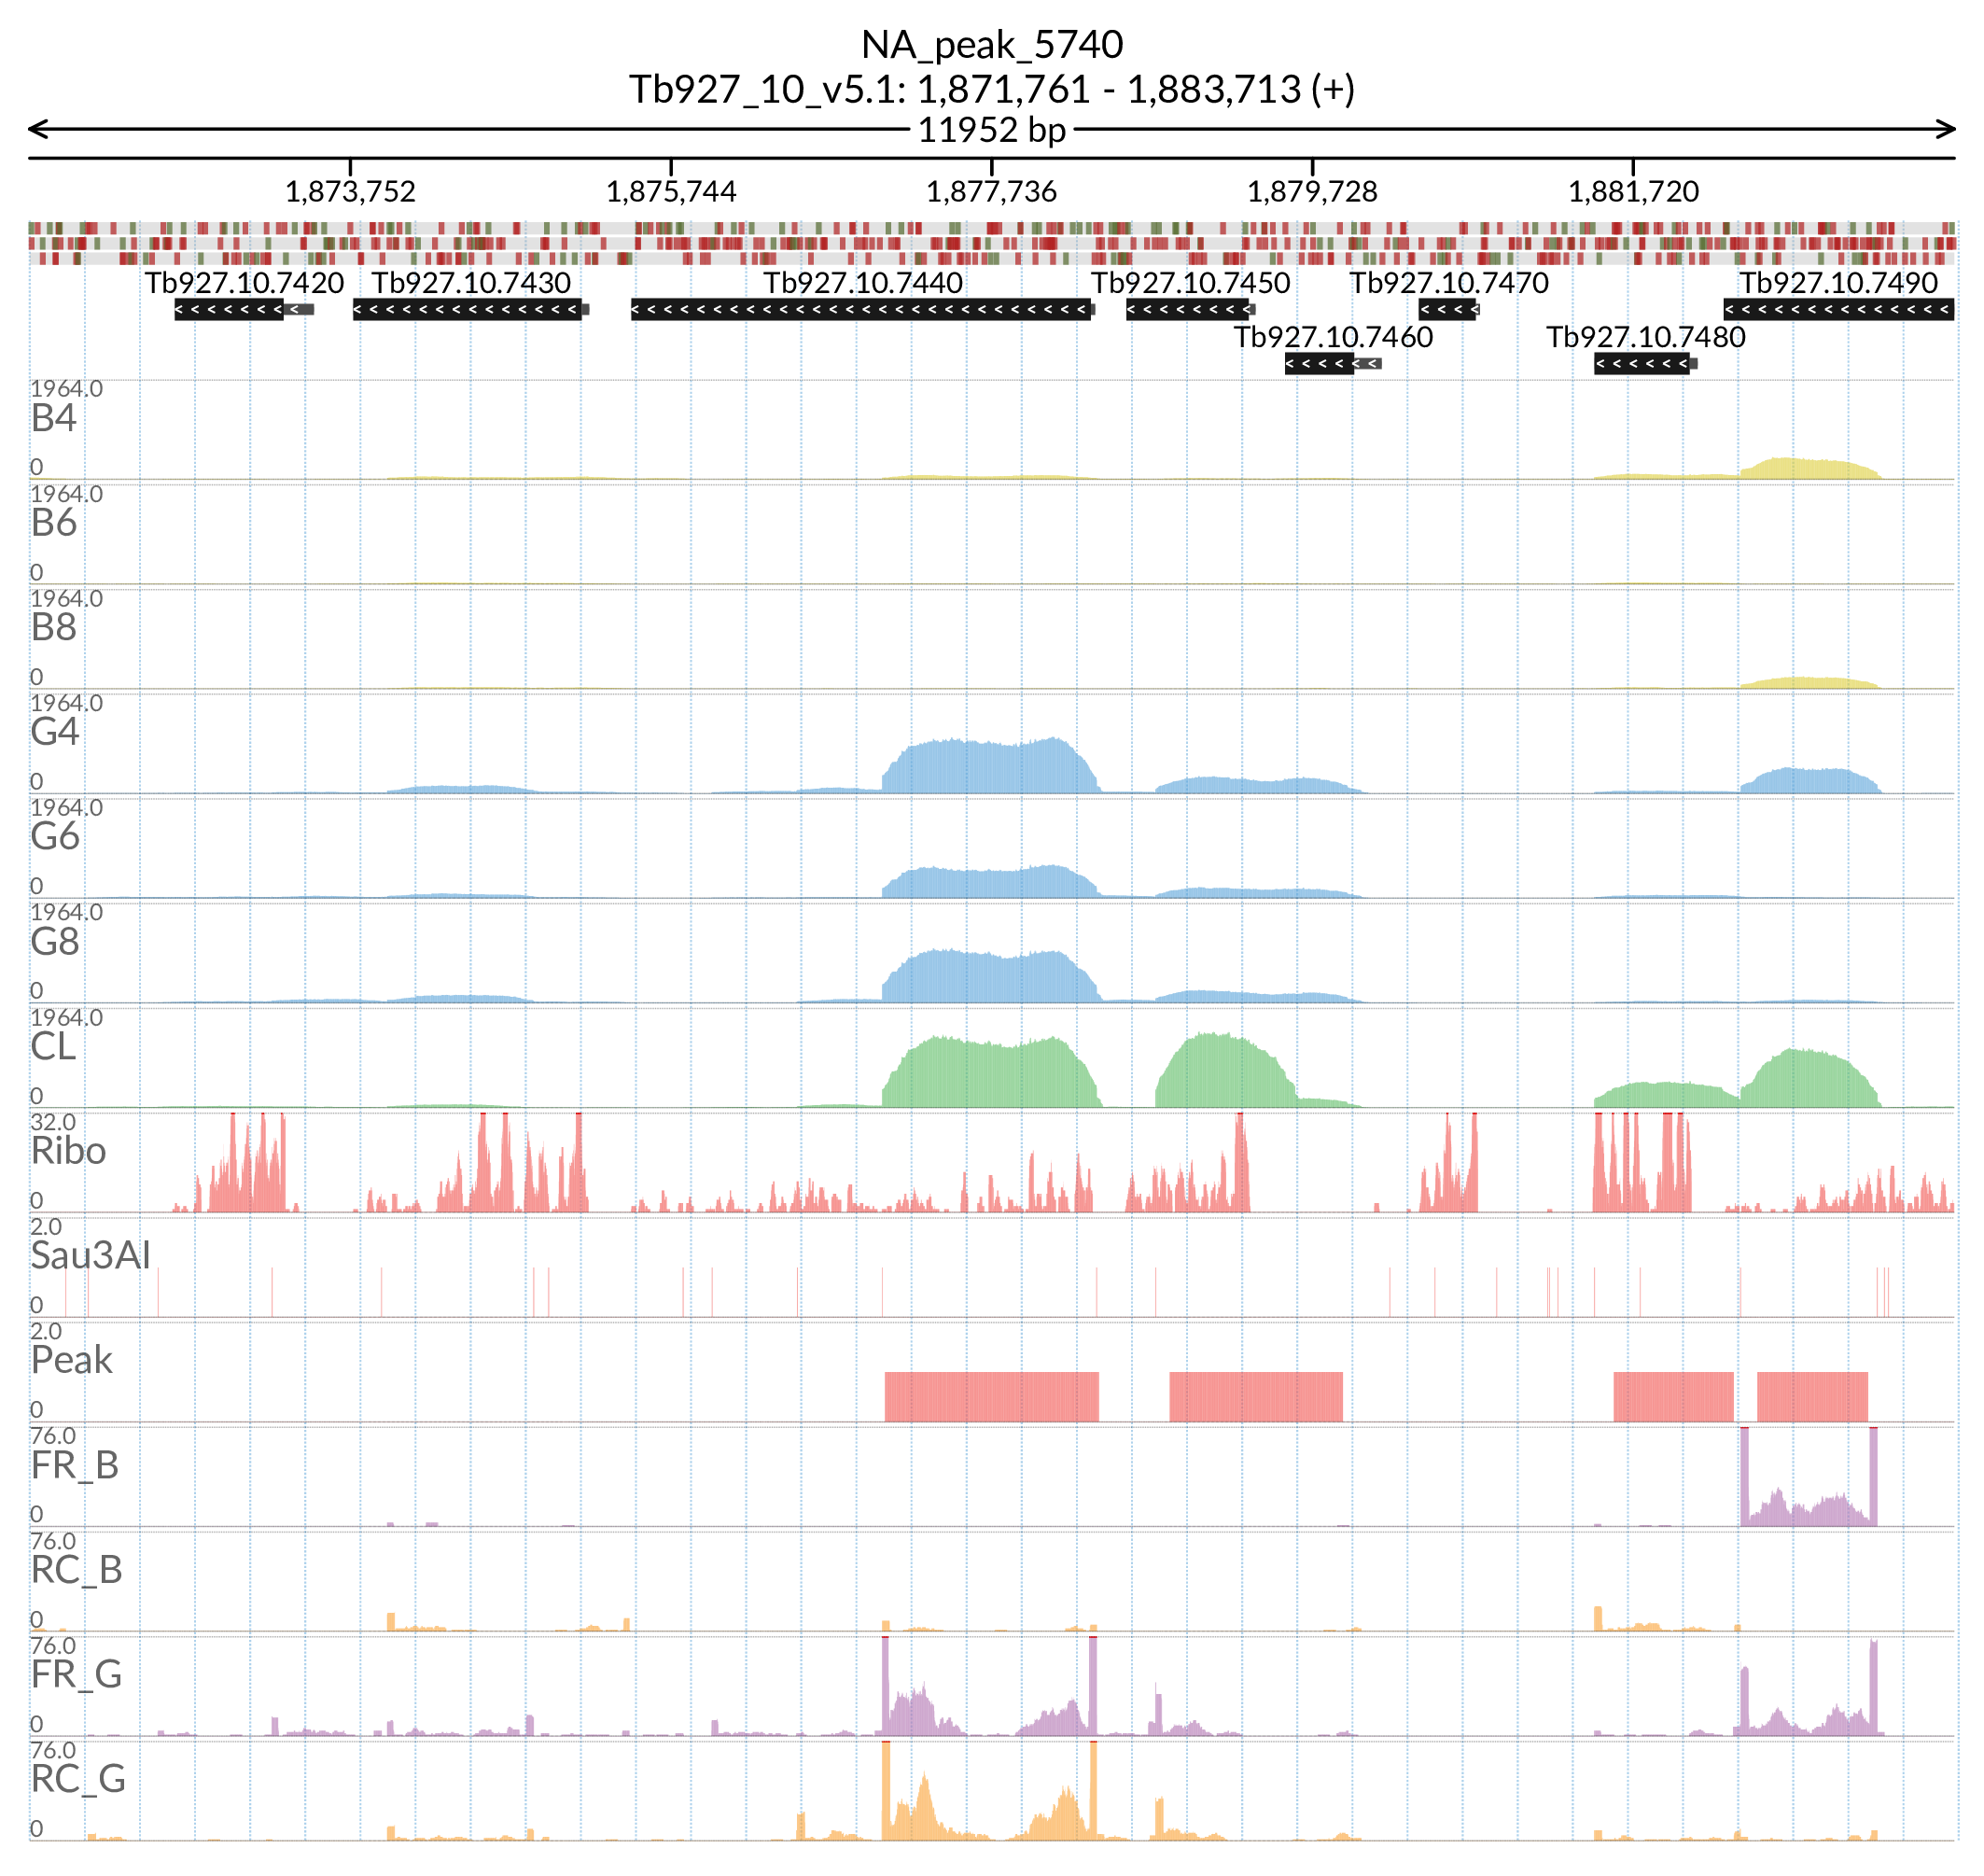 NA_peak_5740
Tb927_10_v5.1: 1,871,761 - 1,883,713 (+)
11952 bp
1,873,752 1,875,744 1,877,736 1,879,728 1,881,720
Tb927.10.7420 Tb927.10.7430 Tb927.10.7440 Tb927.10.7450 Tb927.10.7470 Tb927.10.7490
Tb927.10.7460 Tb927.10.7480
1964.0
B4
0
1964.0
B6
0
1964.0
B8
0
1964.0
G4
0
1964.0
G6
0
1964.0
G8
0
1964.0
CL
0
32.0
Ribo
0
2.0
Sau3AI
0
2.0
Peak
0
76.0
FR_B
0
76.0
RC_B
0
76.0
FR_G
0
76.0
RC_G
0